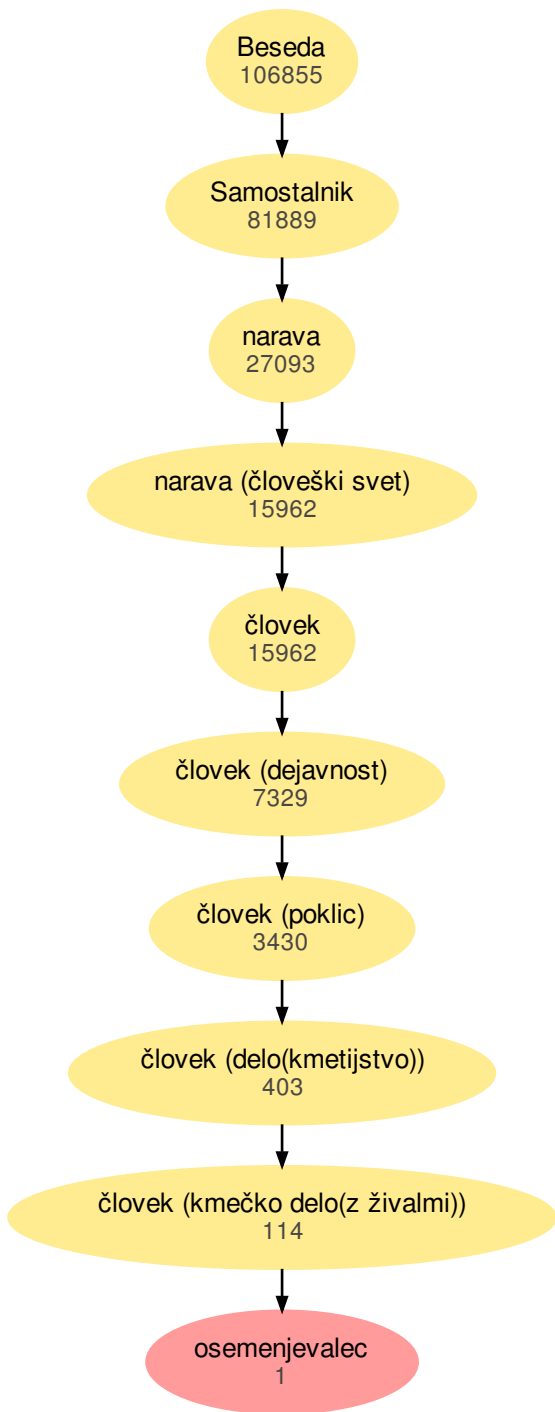 Beseda
106855
Samostalnik
81889
narava
27093
narava (človeški svet)
15962
človek
15962
človek (dejavnost)
7329
človek (poklic)
3430
človek (delo(kmetijstvo))
403
človek (kmečko delo(z živalmi))
114
osemenjevalec
1